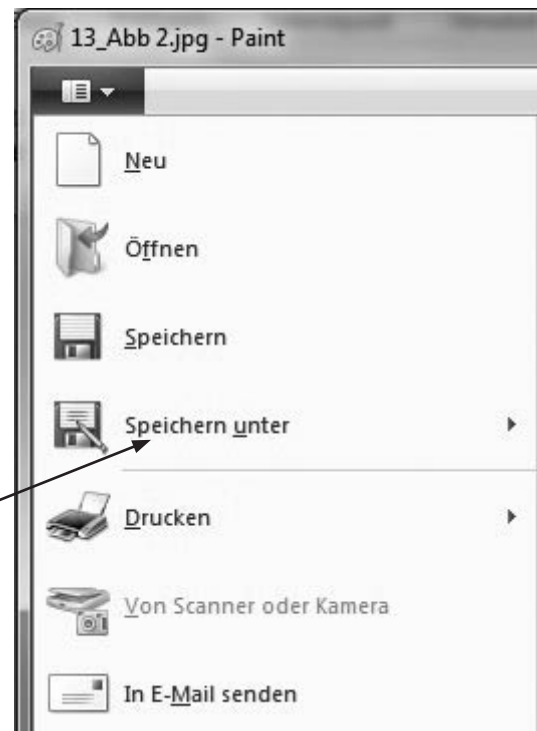 13_Abb 2.jpg - Paint
Neu
Öffnen
Speichern
Speichern unter
Drucken
Von Scanner oder Kamera
In E-Mail senden